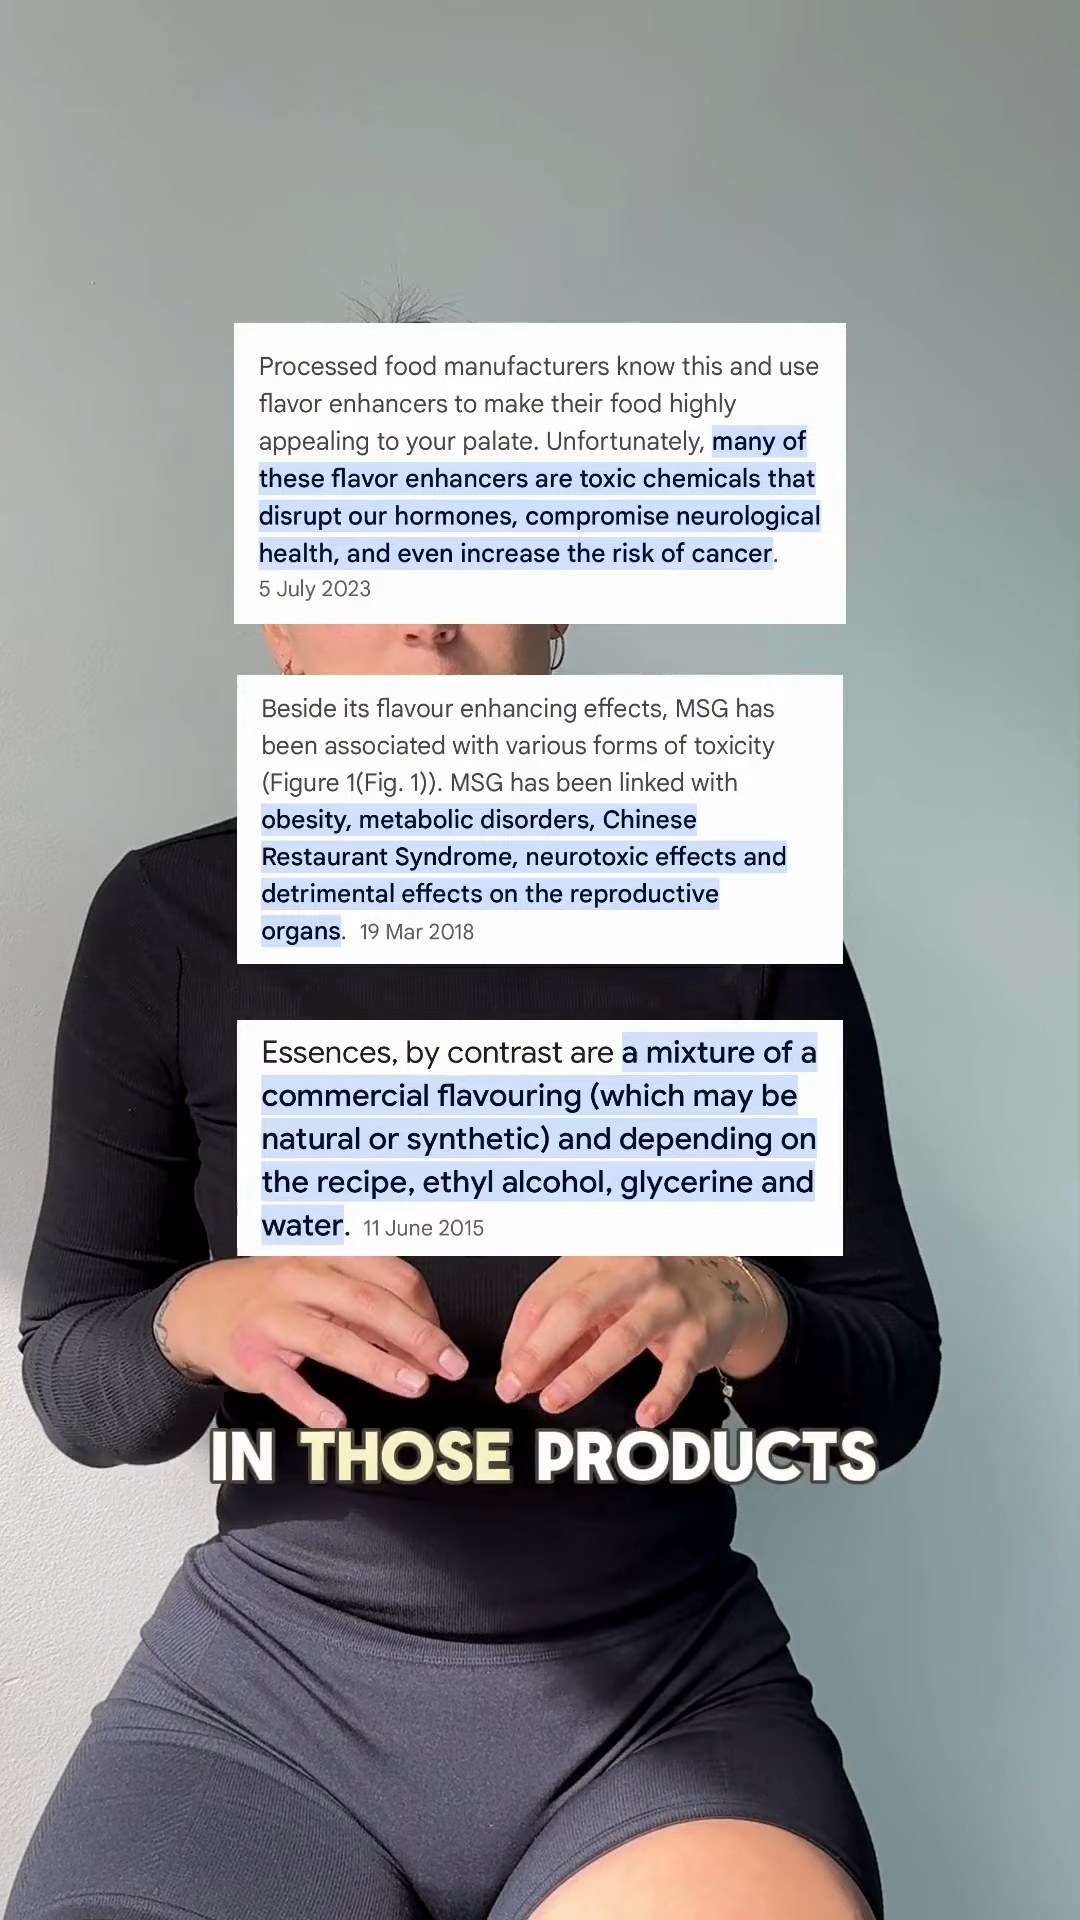 Processed food manufacturers know this and use
flavor enhancers to make their food highly
appealing to your palate. Unfortunately, many of
these flavor enhancers are toxic chemicals that
disrupt our hormones, compromise neurological
health, and even increase the risk of cancer.
5 July 2023
Beside its flavour enhancing effects, MSG has
been associated with various forms of toxicity
(Figure 1(Fig. 1)). MSG has been linked with
obesity, metabolic disorders, Chinese
Restaurant Syndrome, neurotoxic effects and
detrimental effects on the reproductive
organs. 19 Mar 2018
Essences, by contrast are a mixture of a
commercial flavouring (which may be
natural or synthetic) and depending on
the recipe, ethyl alcohol, glycerine and
water. 11 June 2015
IN THOSE PRODUCTS